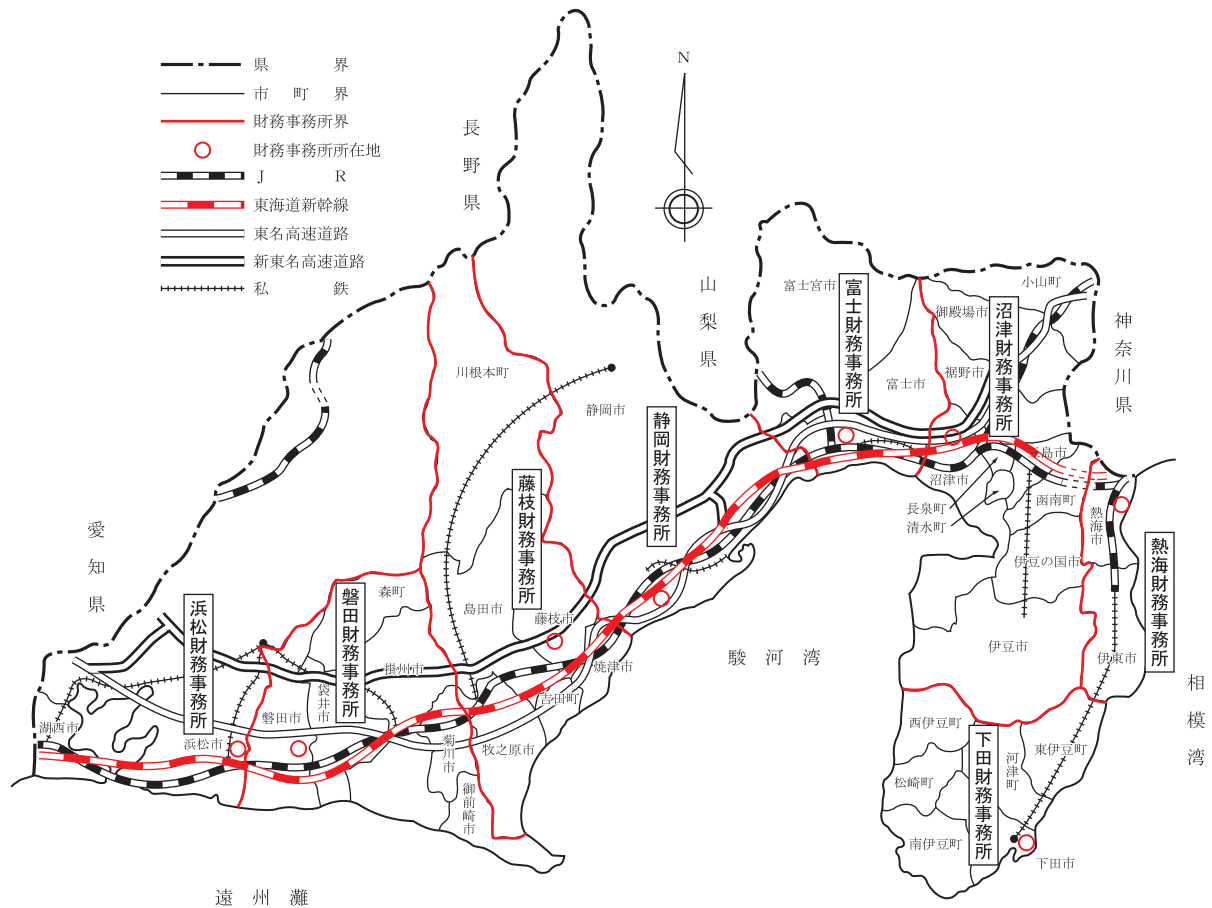 県界
市町界
財務事務所界
財務事務所所在地
JR
東海道新幹線
東名高速道路
新東名高速道路
私鉄
N
長野県
山梨県
神奈川県
愛知県
駿河湾
相模湾
遠州灘
富士財務事務所
沼津財務事務所
静岡財務事務所
藤枝財務事務所
磐田財務事務所
浜松財務事務所
熱海財務事務所
下田財務事務所
富士宮市
小山町
御殿場市
裾野市
富士市
川根本町
静岡市
三島市
沼津市
長泉町
清水町
函南町
熱海市
伊豆の国市
伊豆市
伊東市
西伊豆町
東伊豆町
河津町
松崎町
南伊豆町
下田市
森町
島田市
藤枝市
焼津市
掛州市
吉田町
袋井市
磐田市
浜松市
湖西市
菊川市
牧之原市
御前崎市